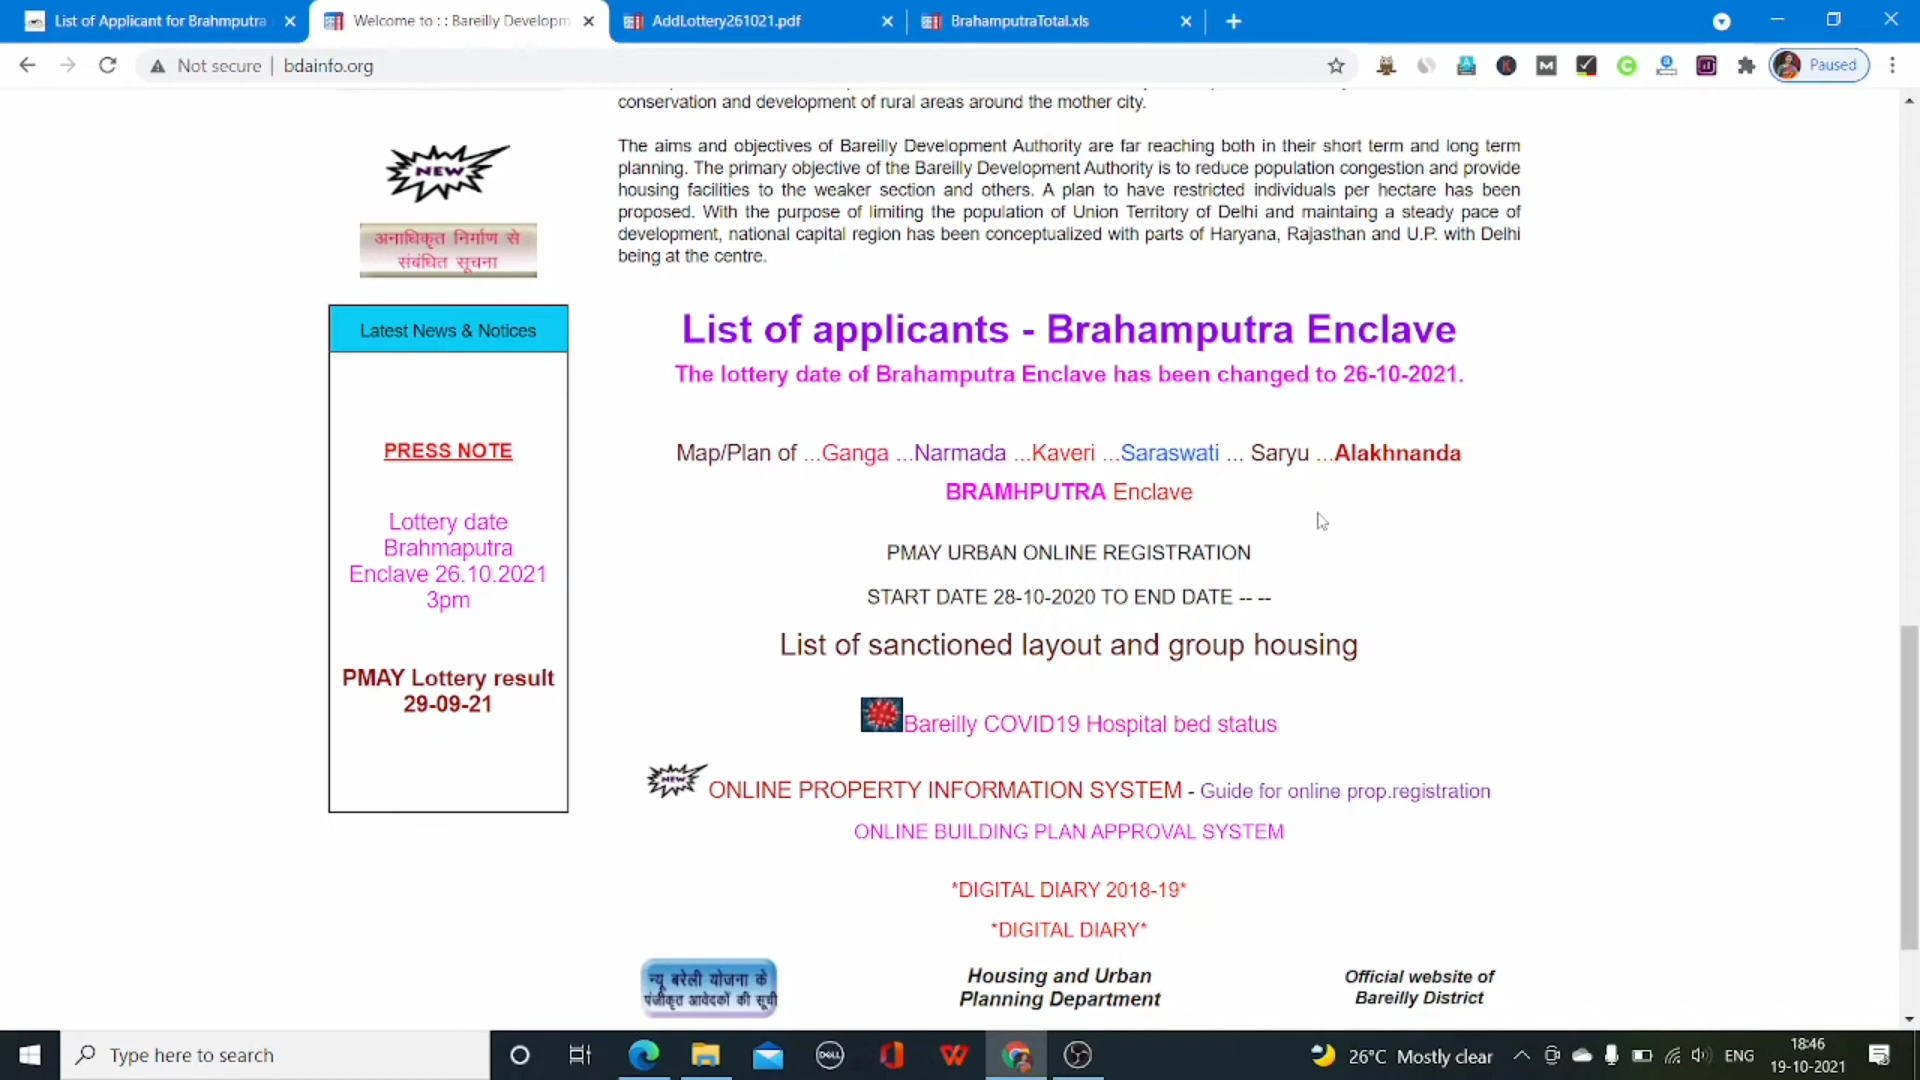 List of Applicant for Brahmputra
Welcome to : : Bareilly Developm
AddLottery261021.pdf
BrahamputraTotal.xls
Not secure
bdainfo.org
Paused
conservation and development of rural areas around the mother city.
The aims and objectives of Bareilly Development Authority are far reaching both in their short term and long term
planning. The primary objective of the Bareilly Development Authority is to reduce population congestion and provide
housing facilities to the weaker section and others. A plan to have restricted individuals per hectare has been
proposed. With the purpose of limiting the population of Union Territory of Delhi and maintaing a steady pace of
development, national capital region has been conceptualized with parts of Haryana, Rajasthan and U.P. with Delhi
being at the centre.
NEW
अनाधिकृत निर्माण से
संबंधित सूचना
Latest News & Notices
PRESS NOTE
Lottery date
Brahmaputra
Enclave 26.10.2021
3pm
PMAY Lottery result
29-09-21
List of applicants - Brahamputra Enclave
The lottery date of Brahamputra Enclave has been changed to 26-10-2021.
Map/Plan of ...Ganga ...Narmada ...Kaveri ...Saraswati ... Saryu ...Alakhnanda
BRAMHPUTRA Enclave
PMAY URBAN ONLINE REGISTRATION
START DATE 28-10-2020 TO END DATE -- --
List of sanctioned layout and group housing
Bareilly COVID19 Hospital bed status
NEW ONLINE PROPERTY INFORMATION SYSTEM - Guide for online prop.registration
ONLINE BUILDING PLAN APPROVAL SYSTEM
*DIGITAL DIARY 2018-19*
*DIGITAL DIARY*
न्यू बरेली योजना के
पंजीकृत आवेदकों की सूची
Housing and Urban
Planning Department
Official website of
Bareilly District
Type here to search
DELL
26°C Mostly clear
ENG
18:46
19-10-2021